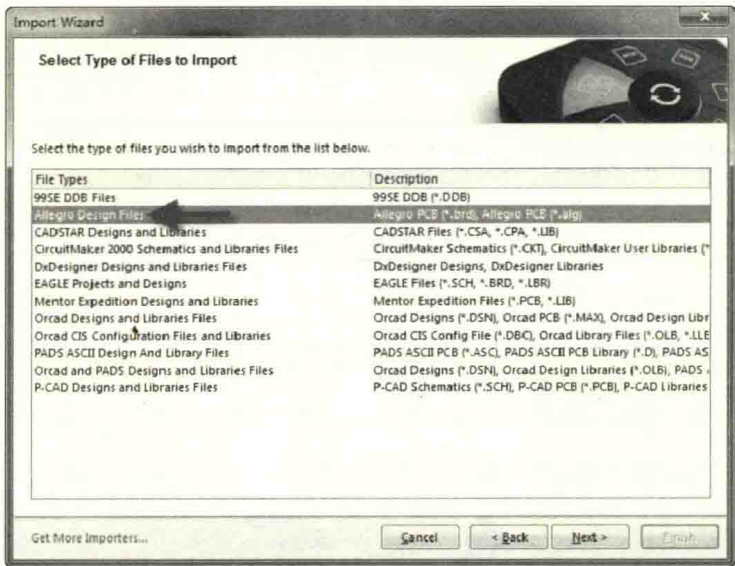 Import Wizard
Select Type of Files to Import
Select the type of files you wish to import from the list below.
File Types Description
99SE DDB Files 99SE DDB (*.DDB)
Allegro Design Files Allegro PCB (*.brd), Allegro PCB (*.alg)
CADSTAR Designs and Libraries CADSTAR Files (*.CSA, *.CPA, *.LIB)
CircuitMaker 2000 Schematics and Libraries Files CircuitMaker Schematics (*.CKT), CircuitMaker User Libraries (*
DxDesigner Designs and Libraries Files DxDesigner Designs, DxDesigner Libraries
EAGLE Projects and Designs EAGLE Files (*.SCH, *.BRD, *.LBR)
Mentor Expedition Designs and Libraries Mentor Expedition Files (*.PCB, *.LIB)
Orcad Designs and Libraries Files Orcad Designs (*.DSN), Orcad PCB (*.MAX), Orcad Design Libr
Orcad CIS Configuration Files and Libraries Orcad CIS Config File (*.DBC), Orcad Library Files (*.OLB, *.LLE
PADS ASCII Design And Library Files PADS ASCII PCB (*.ASC), PADS ASCII PCB Library (*.D), PADS AS
Orcad and PADS Designs and Libraries Files Orcad Designs (*.DSN), Orcad Design Libraries (*.OLB), PADS
P-CAD Designs and Libraries Files P-CAD Schematics (*.SCH), P-CAD PCB (*.PCB), P-CAD Libraries
Get More Importers... Cancel < Back Next > Finish